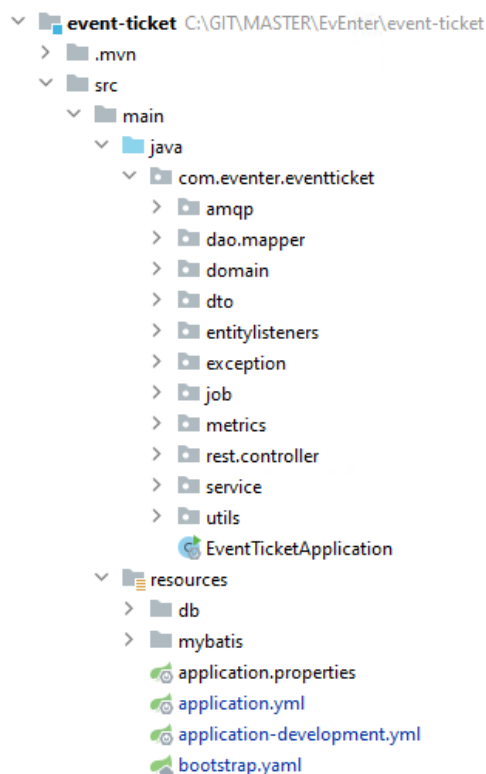 event-ticket C:\GIT\MASTER\EvEnter\event-ticket
.mvn
src
main
java
com.eventer.eventticket
amqp
dao.mapper
domain
dto
entitylisteners
exception
job
metrics
rest.controller
service
utils
EventTicketApplication
resources
db
mybatis
application.properties
application.yml
application-development.yml
bootstrap.yaml